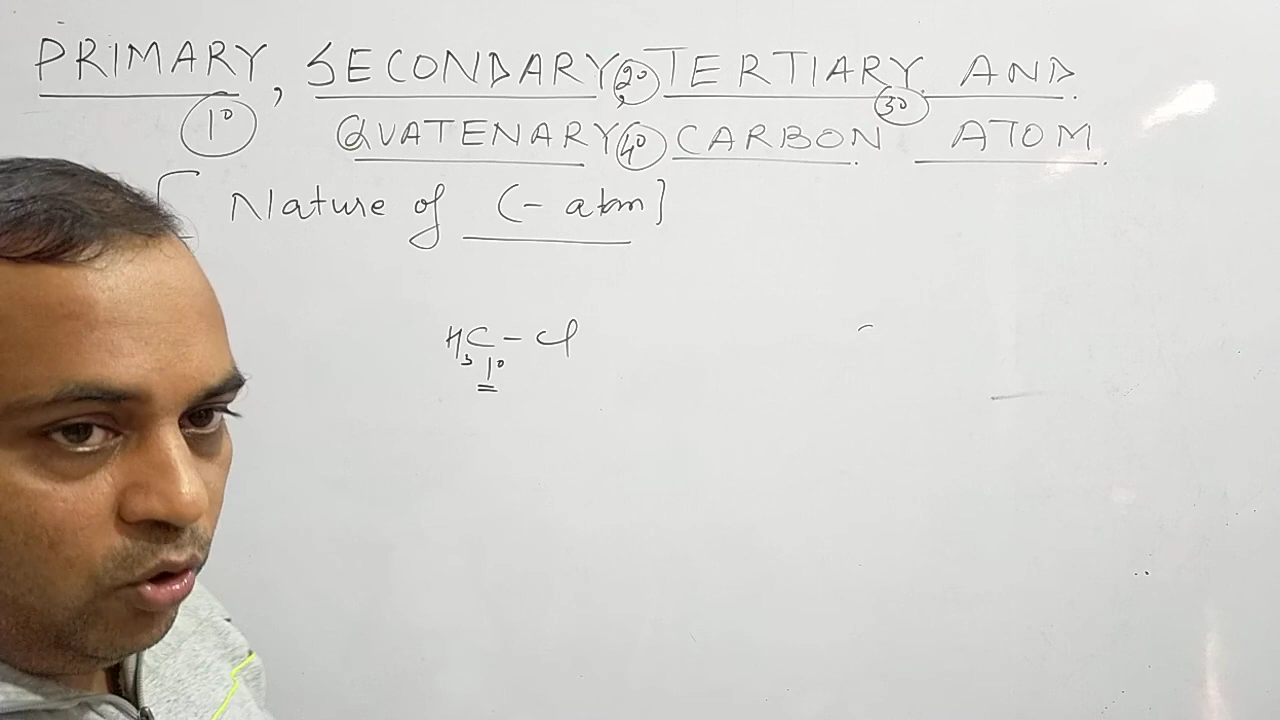 PRIMARY, SECONDARY, 2° TERTIARY AND
1° QUATENARY 4° CARBON 3° ATOM.
[Nature of C-atom]
H₃C-Cl
1°